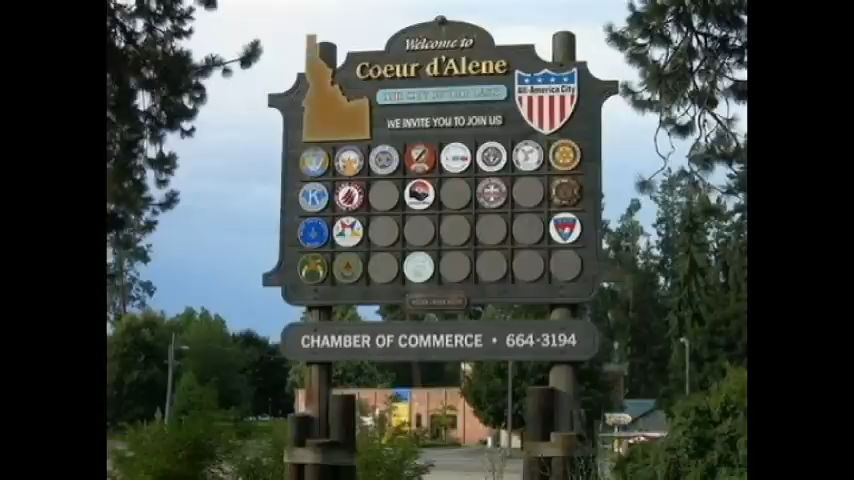 Welcome to
Coeur d'Alene
THE CITY BY THE LAKE
All-America City
WE INVITE YOU TO JOIN US
CHAMBER OF COMMERCE • 664-3194